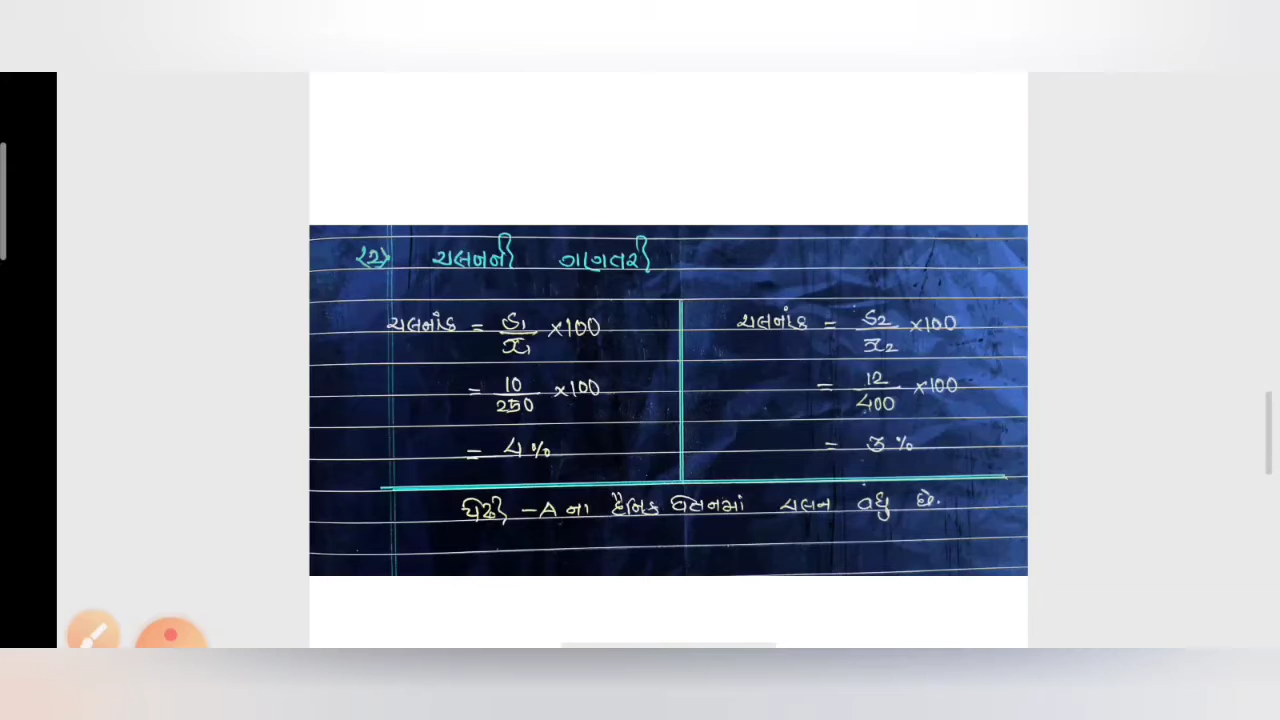 (2) ચલનની ગણતરી
ચલનાંક = S₁/x̄₁ ×100
= 10/250 ×100
= 4%
ચલનાંક = S₂/x̄₂ ×100
= 12/400 ×100
= 3%
પેઢી -A ના દૈનિક વેતનમાં ચલન વધુ છે.